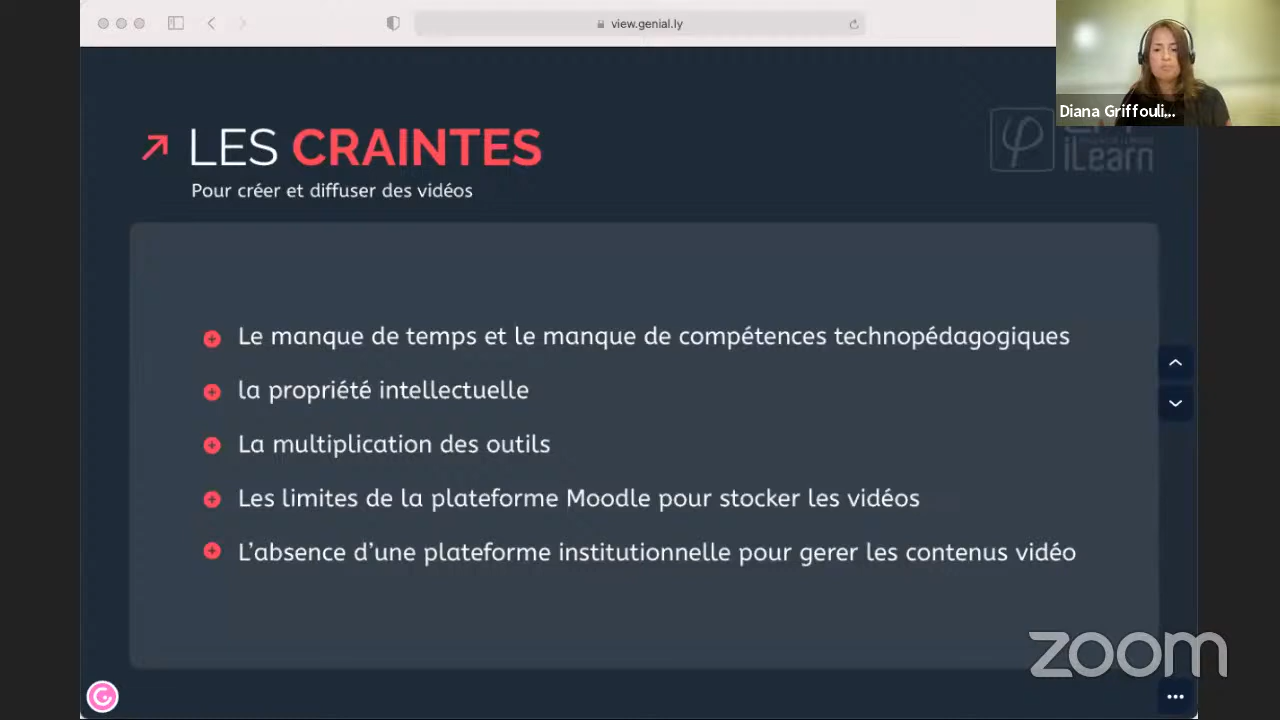 view.genial.ly
Diana Griffouli...
LES CRAINTES
Pour créer et diffuser des vidéos
iLearn
Le manque de temps et le manque de compétences technopédagogiques
la propriété intellectuelle
La multiplication des outils
Les limites de la plateforme Moodle pour stocker les vidéos
L'absence d'une plateforme institutionnelle pour gerer les contenus vidéo
zoom